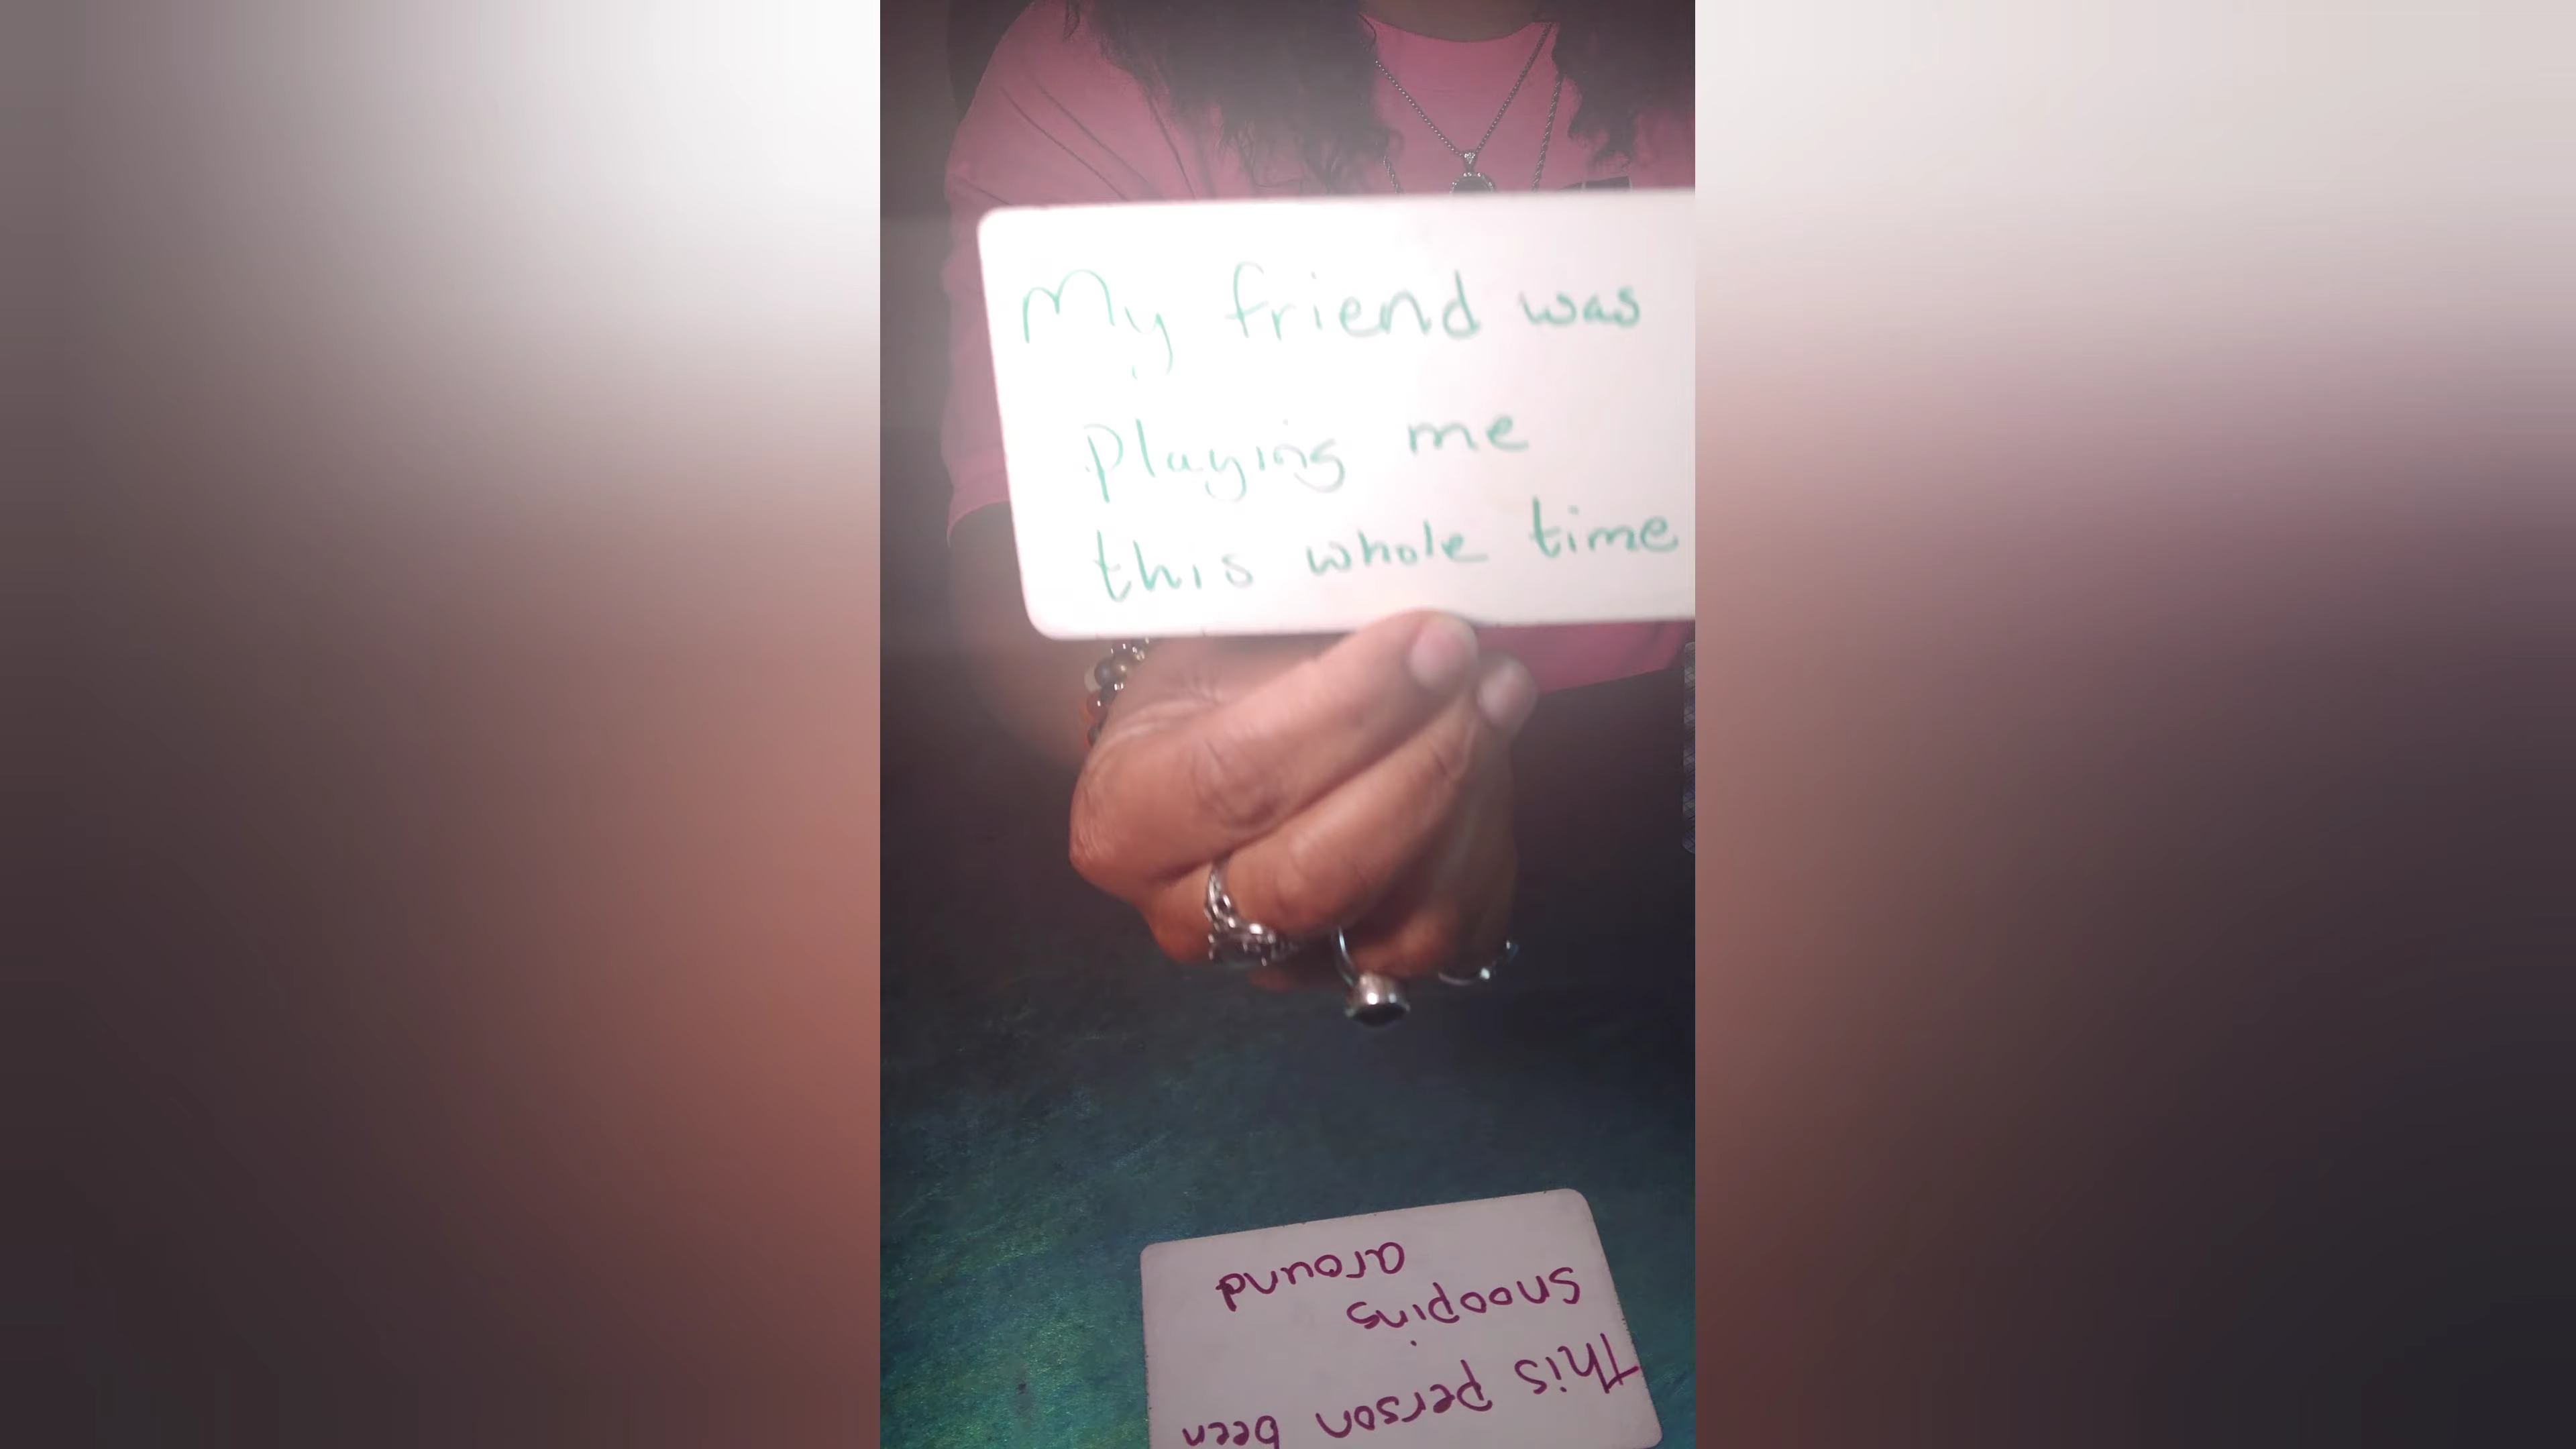 My friend was
Playing me
this whole time
This person been
snooping
around